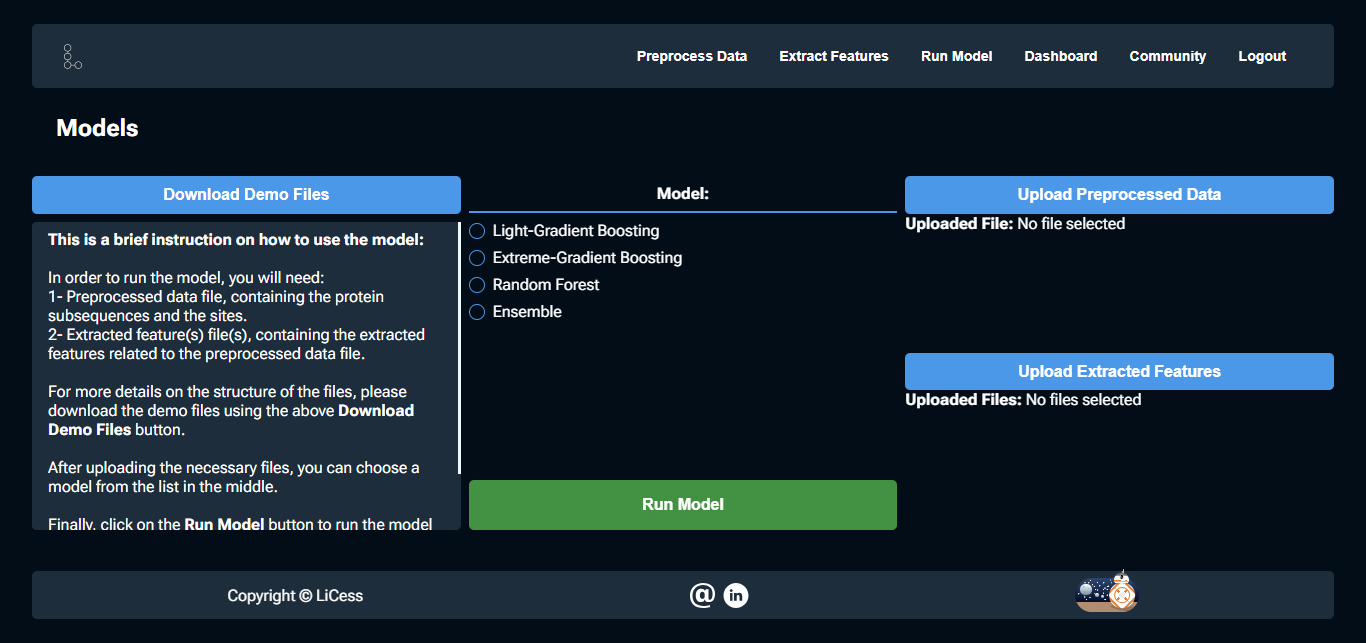 Preprocess Data Extract Features Run Model Dashboard Community Logout
Models
Download Demo Files
This is a brief instruction on how to use the model:
In order to run the model, you will need:
1- Preprocessed data file, containing the protein
subsequences and the sites.
2- Extracted feature(s) file(s), containing the extracted
features related to the preprocessed data file.
For more details on the structure of the files, please
download the demo files using the above Download
Demo Files button.
After uploading the necessary files, you can choose a
model from the list in the middle.
Finally, click on the Run Model button to run the model
Model:
Light-Gradient Boosting
Extreme-Gradient Boosting
Random Forest
Ensemble
Run Model
Upload Preprocessed Data
Uploaded File: No file selected
Upload Extracted Features
Uploaded Files: No files selected
Copyright © LiCess
@ in